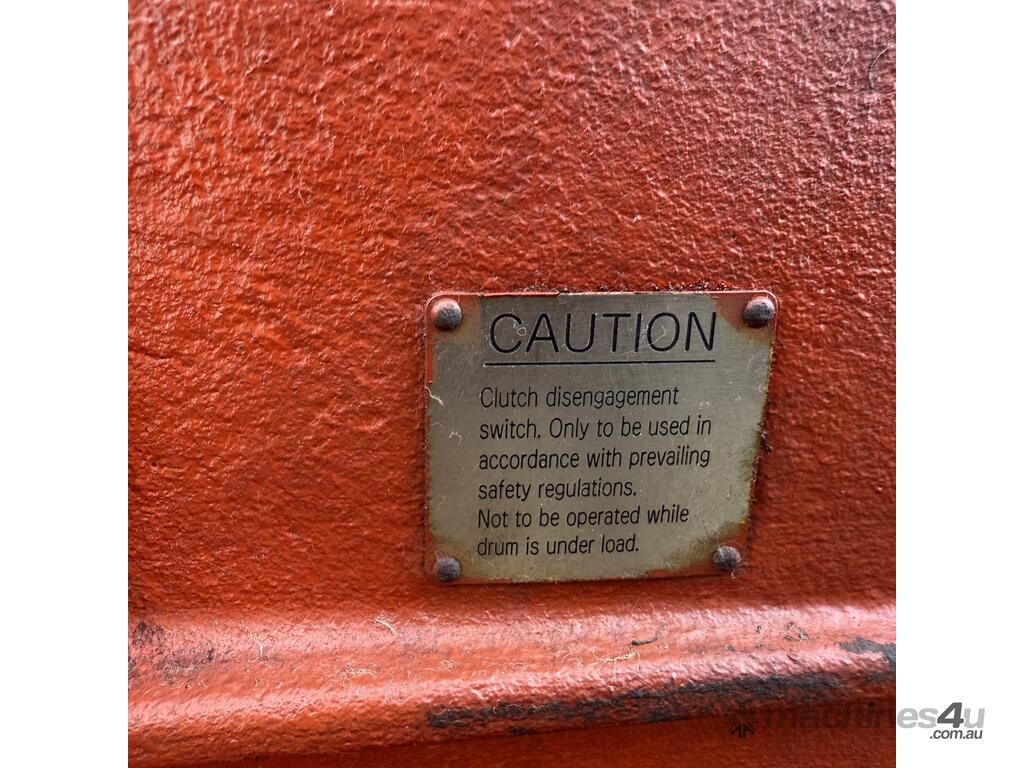 CAUTION
Clutch disengagement
switch. Only to be used in
accordance with prevailing
safety regulations.
Not to be operated while
drum is under load.
machines4u
.com.au